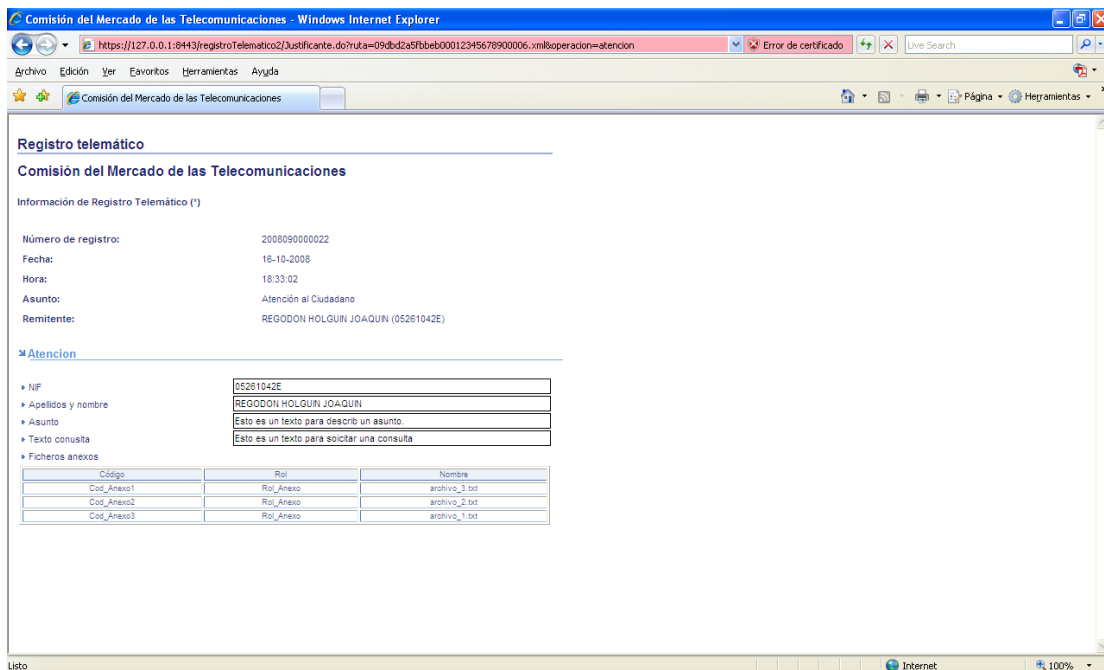 Comisión del Mercado de las Telecomunicaciones - Windows Internet Explorer
https://127.0.0.1:8443/registroTelematico2/Justificante.do?ruta=09dbd2a5fbbeb00012345678900006.xml&operacion=atencion Error de certificado Live Search
Archivo Edición Ver Favoritos Herramientas Ayuda
Comisión del Mercado de las Telecomunicaciones Página Herramientas
Registro telemático
Comisión del Mercado de las Telecomunicaciones
Información de Registro Telemático (*)
Número de registro: 2008090000022
Fecha: 16-10-2008
Hora: 18:33:02
Asunto: Atención al Ciudadano
Remitente: REGODON HOLGUIN JOAQUIN (05261042E)
Atencion
NIF 05261042E
Apellidos y nombre REGODON HOLGUIN JOAQUIN
Asunto Esto es un texto para describ un asunto.
Texto conuslta Esto es un texto para soicitar una consulta
Ficheros anexos
Código Rol Nombre
Cod_Anexo1 Rol_Anexo archivo_3.txt
Cod_Anexo2 Rol_Anexo archivo_2.txt
Cod_Anexo3 Rol_Anexo archivo_1.txt
Listo Internet 100%